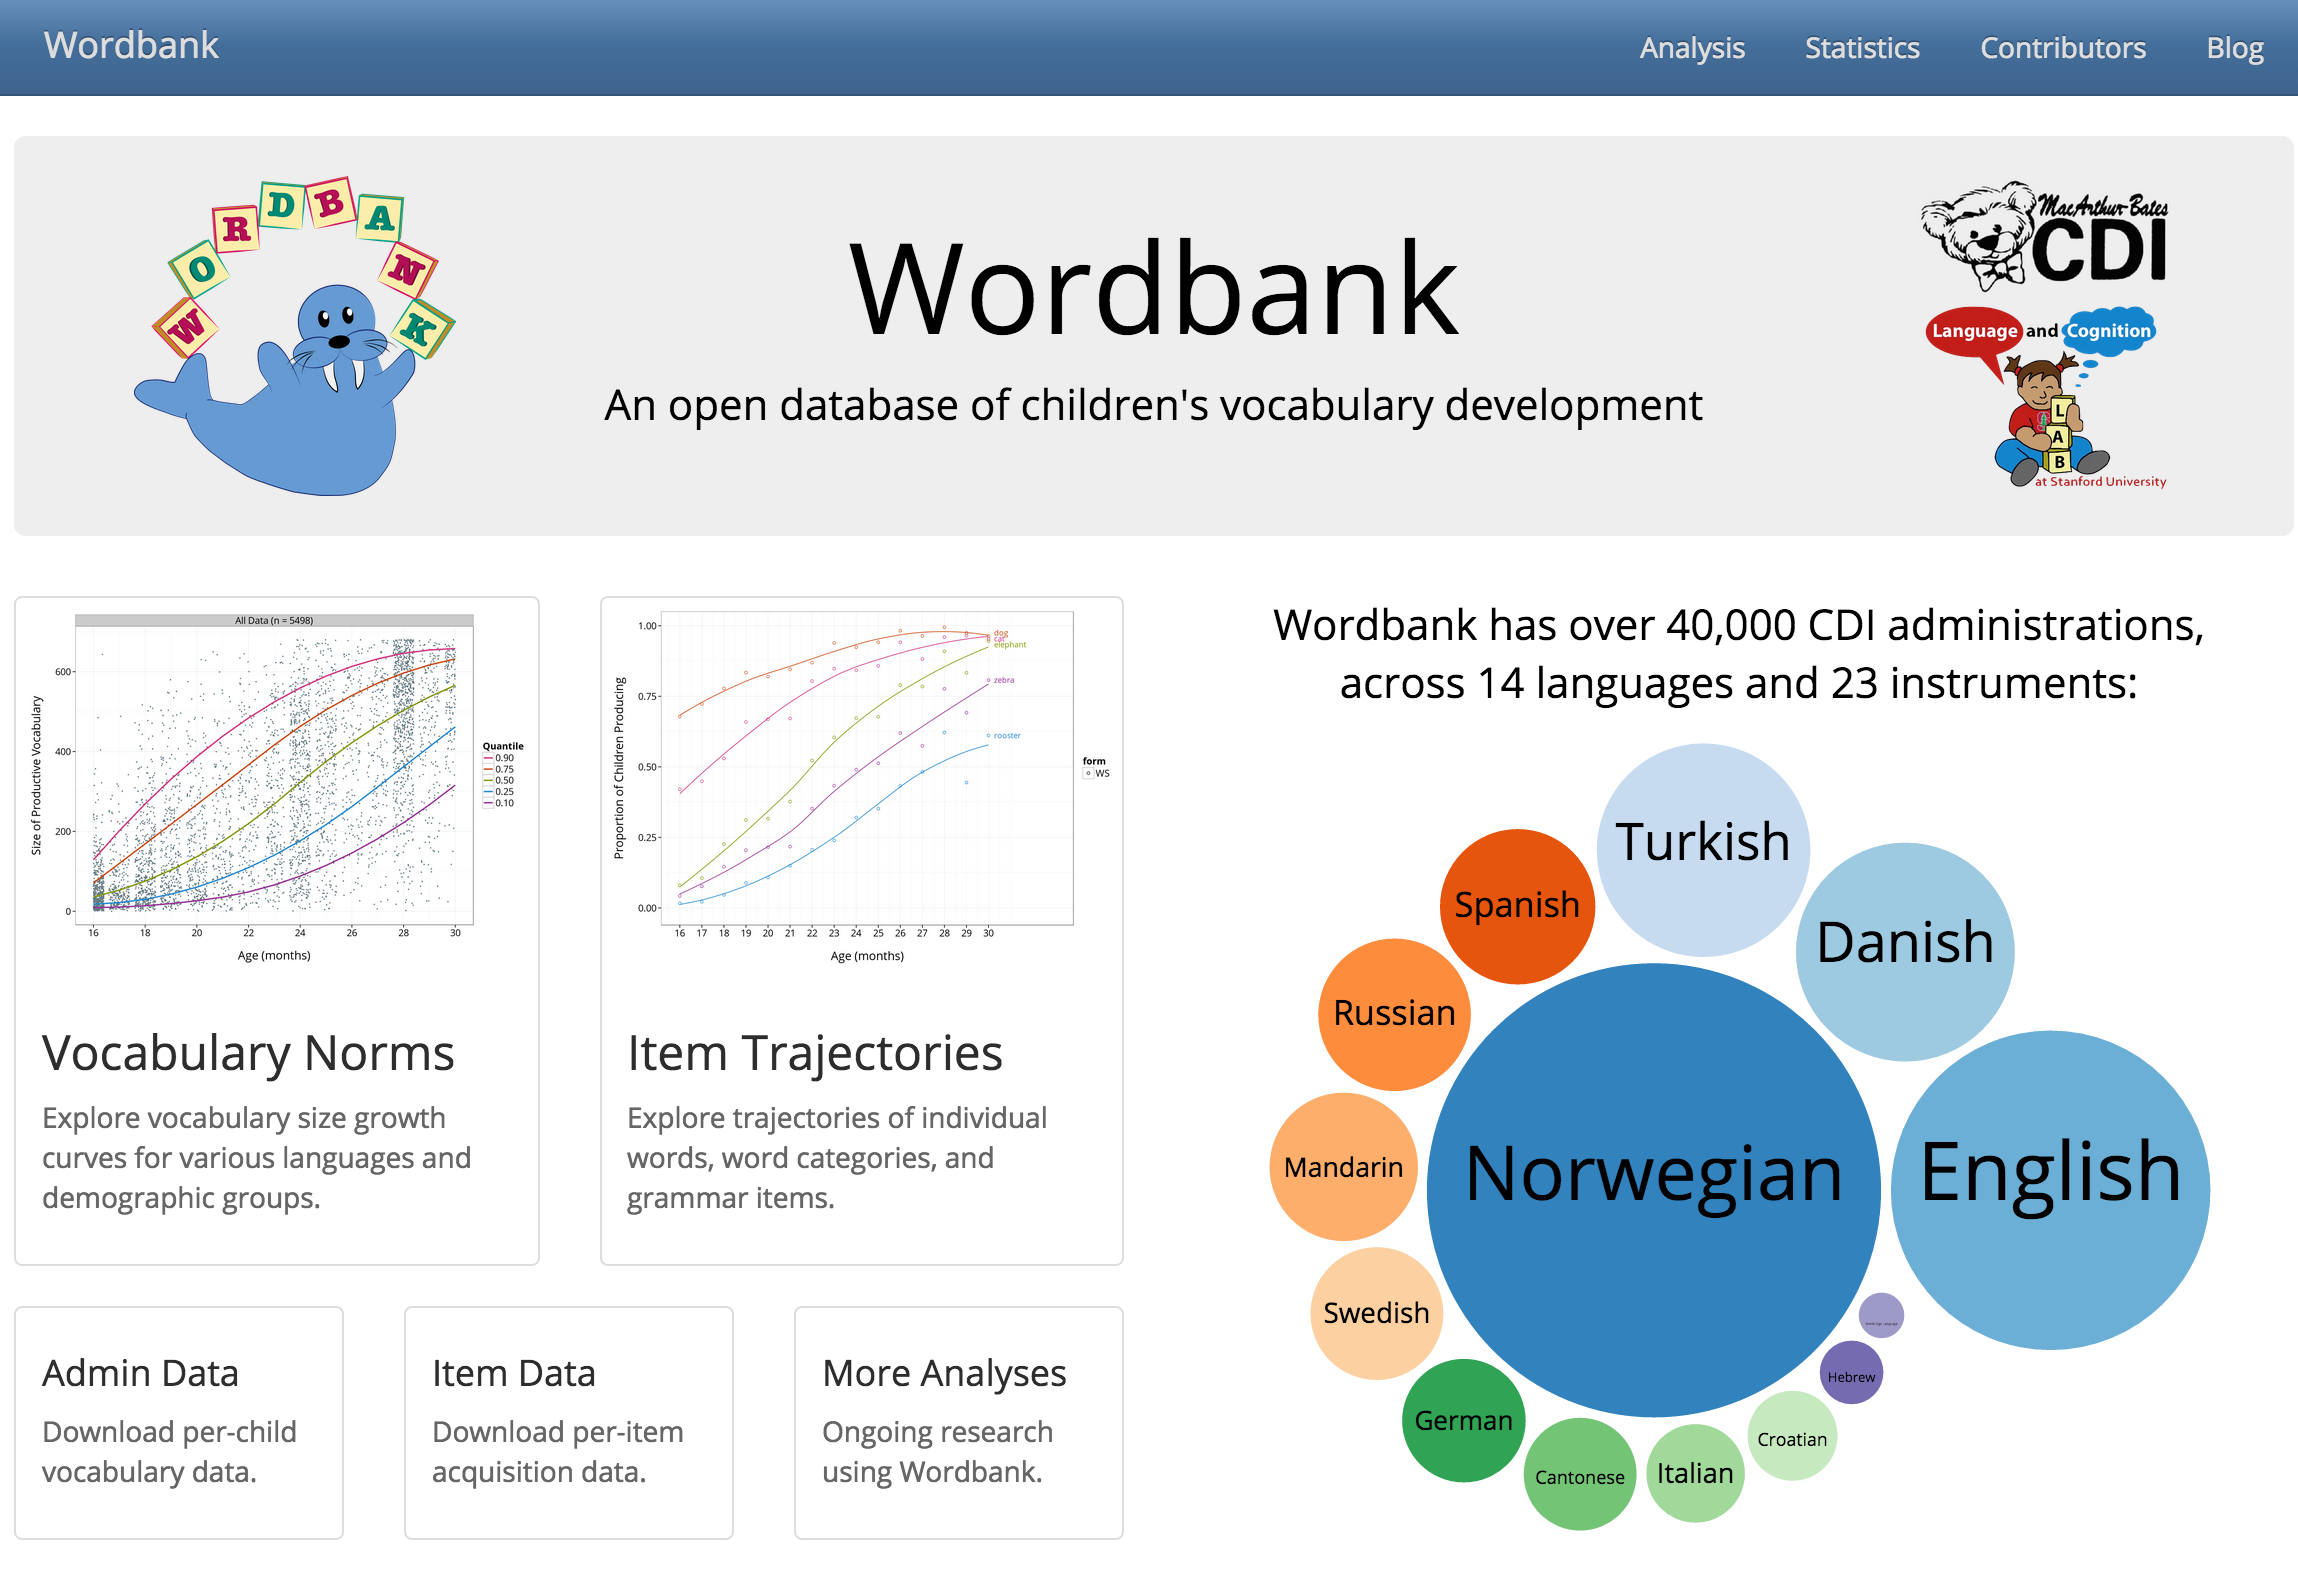 Wordbank
Analysis
Statistics
Contributors
Blog
W O R D B A N K
Wordbank
An open database of children's vocabulary development
MacArthur-Bates
CDI
Language and Cognition
L
A
B
at Stanford University
All Data (n = 5498)
Size of Productive Vocabulary
600
400
200
0
16 18 20 22 24 26 28 30
Age (months)
Quantile
0.90
0.75
0.50
0.25
0.10
Vocabulary Norms
Explore vocabulary size growth
curves for various languages and
demographic groups.
Proportion of Children Producing
1.00
0.75
0.50
0.25
0.00
16 17 18 19 20 21 22 23 24 25 26 27 28 29 30
Age (months)
dog
cat
elephant
zebra
rooster
form
WS
Item Trajectories
Explore trajectories of individual
words, word categories, and
grammar items.
Admin Data
Download per-child
vocabulary data.
Item Data
Download per-item
acquisition data.
More Analyses
Ongoing research
using Wordbank.
Wordbank has over 40,000 CDI administrations,
across 14 languages and 23 instruments:
Turkish
Spanish
Danish
Russian
Mandarin
Norwegian
English
Swedish
Hebrew
German
Croatian
Cantonese
Italian